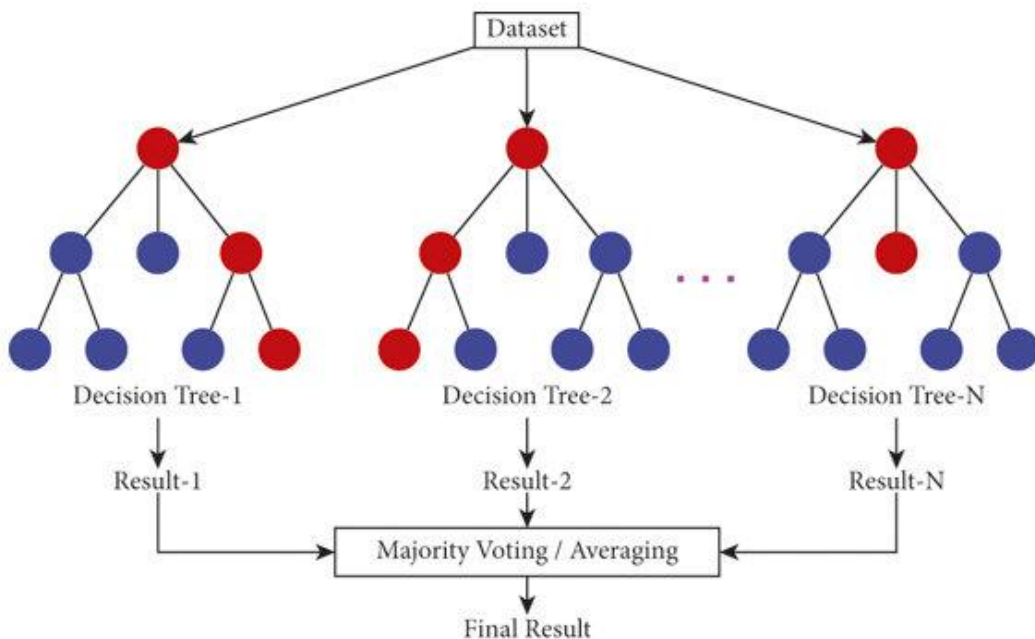 Dataset
Decision Tree-1
Decision Tree-2
Decision Tree-N
Result-1
Result-2
Result-N
Majority Voting / Averaging
Final Result